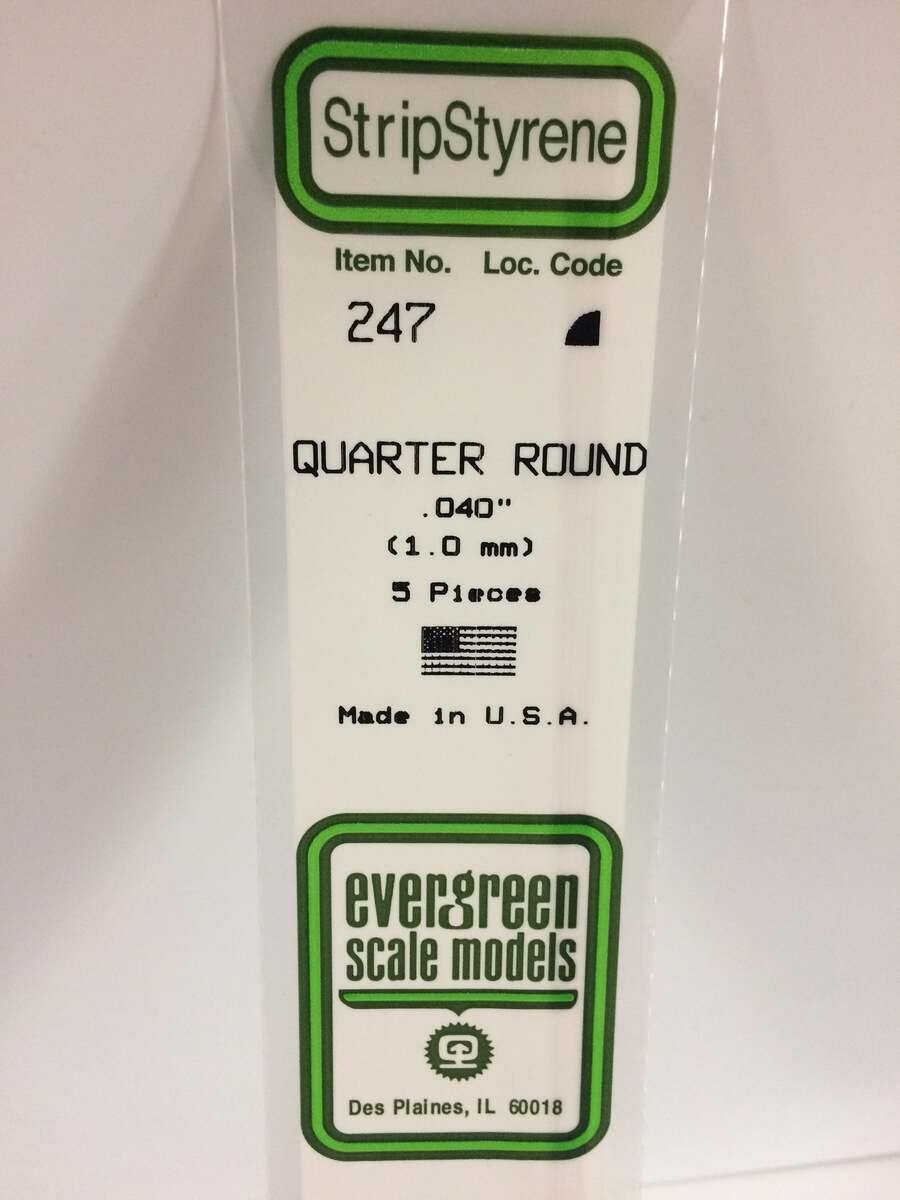 StripStyrene
Item No. Loc. Code
247
QUARTER ROUND
.040"
(1.0 mm)
5 Pieces
Made in U.S.A.
evergreen
scale models
Des Plaines, IL 60018